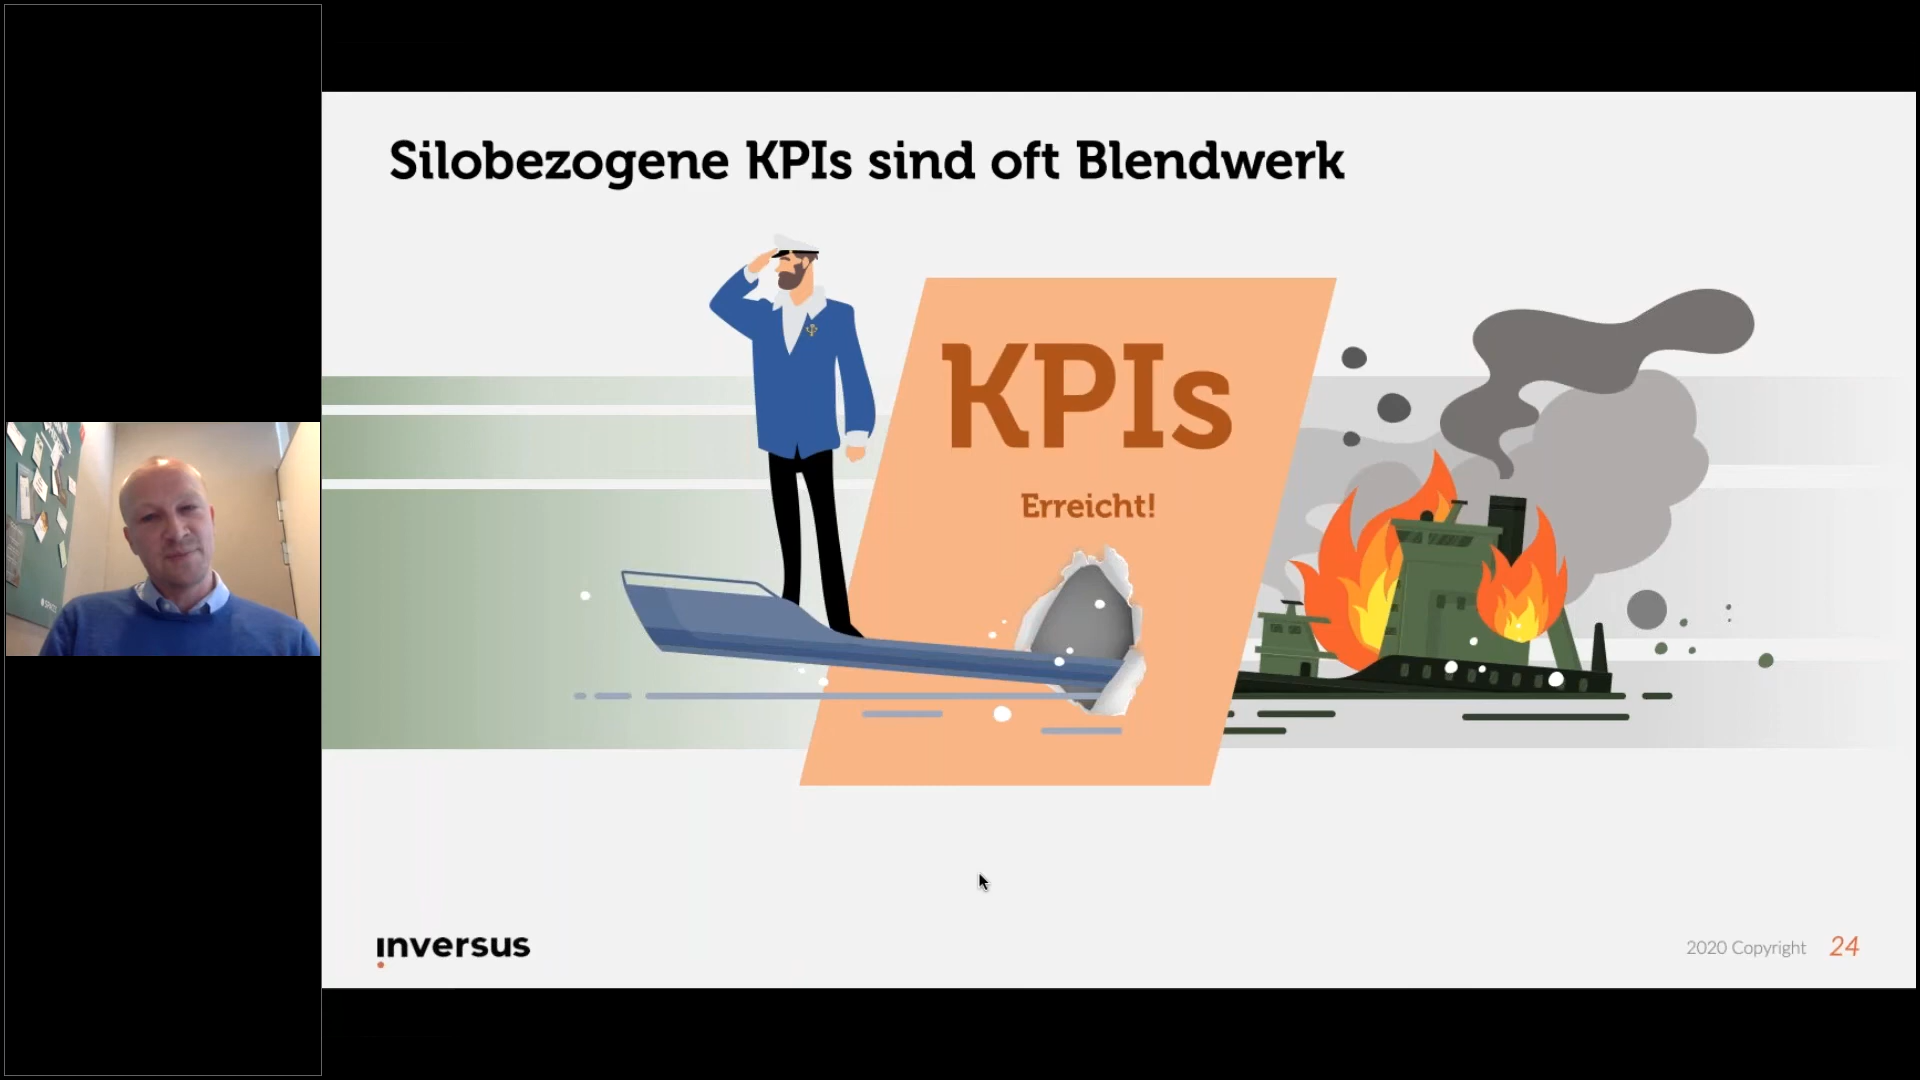 Silobezogene KPIs sind oft Blendwerk
KPIs
Erreicht!
inversus
2020 Copyright 24